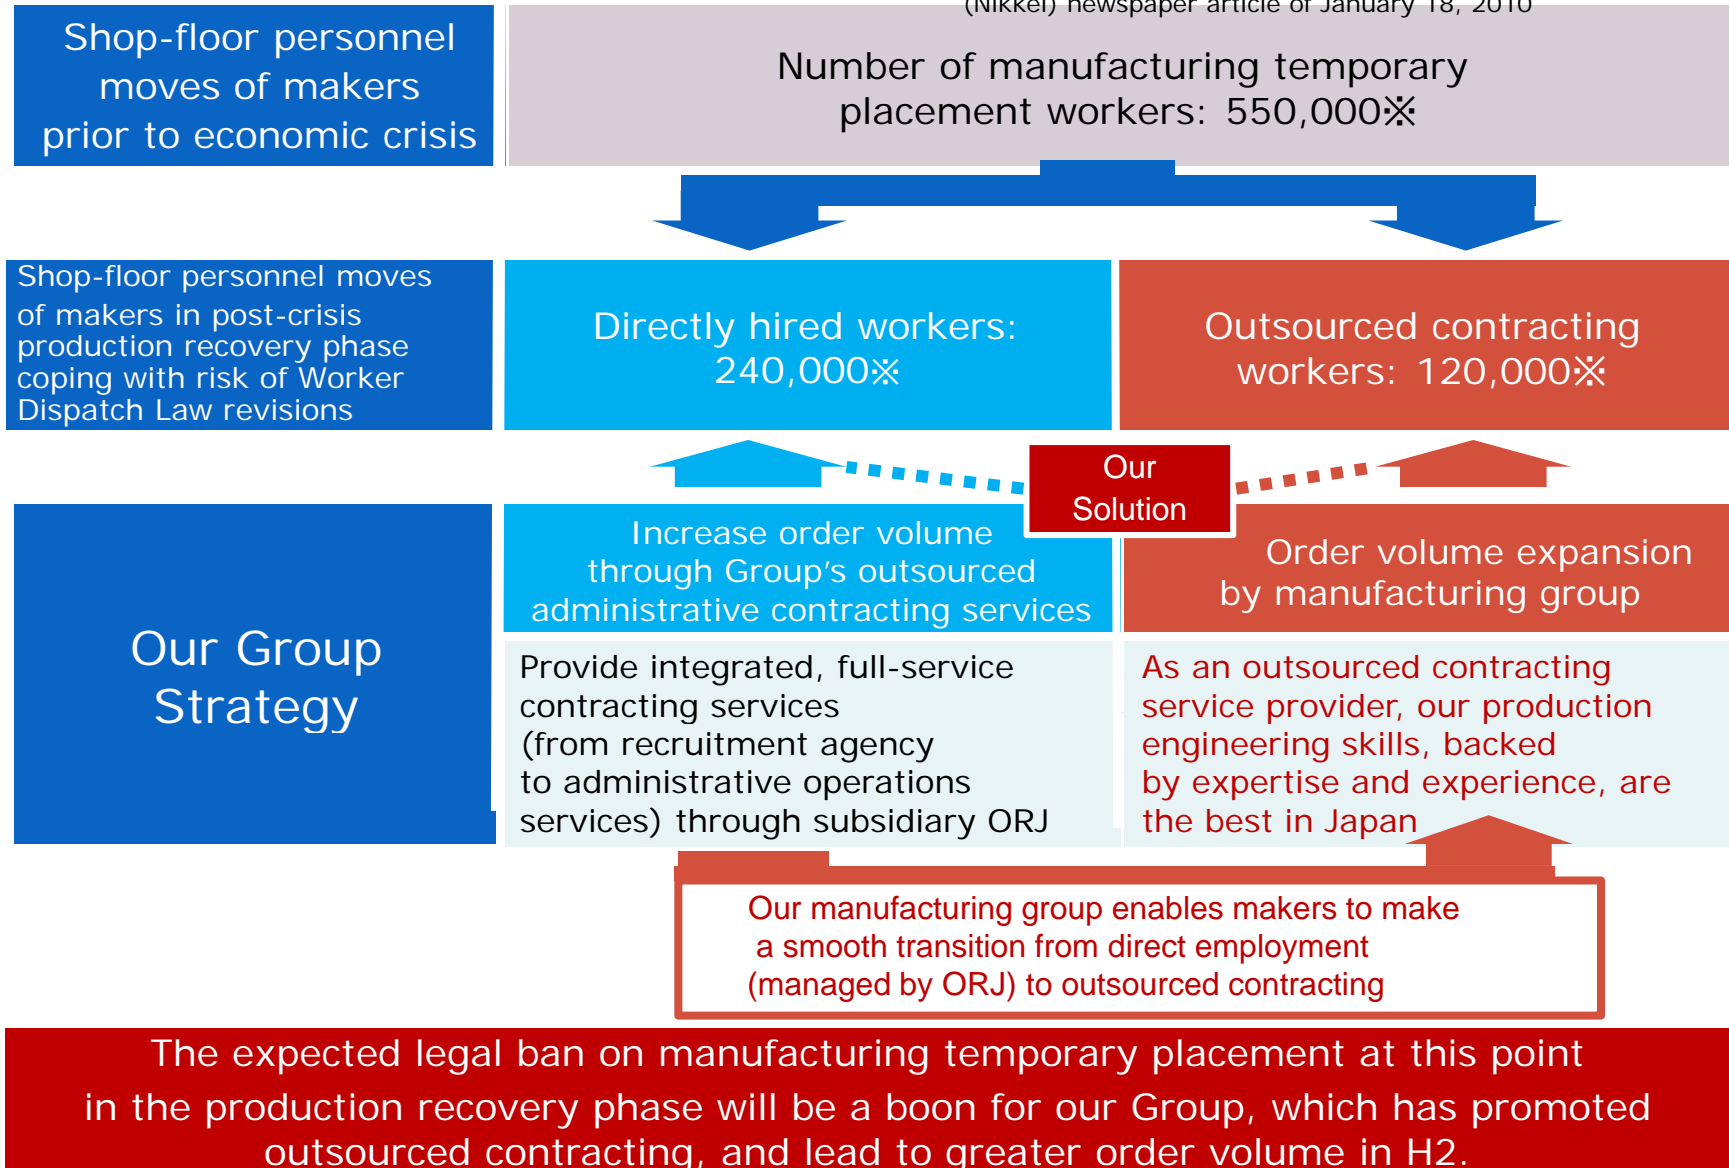 (Nikkei) newspaper article of January 18, 2010
Shop-floor personnel
moves of makers
prior to economic crisis
Number of manufacturing temporary
placement workers: 550,000※
Shop-floor personnel moves
of makers in post-crisis
production recovery phase
coping with risk of Worker
Dispatch Law revisions
Directly hired workers:
240,000※
Outsourced contracting
workers: 120,000※
Our
Solution
Our Group
Strategy
Increase order volume
through Group's outsourced
administrative contracting services
Order volume expansion
by manufacturing group
Provide integrated, full-service
contracting services
(from recruitment agency
to administrative operations
services) through subsidiary ORJ
As an outsourced contracting
service provider, our production
engineering skills, backed
by expertise and experience, are
the best in Japan
Our manufacturing group enables makers to make
a smooth transition from direct employment
(managed by ORJ) to outsourced contracting
The expected legal ban on manufacturing temporary placement at this point
in the production recovery phase will be a boon for our Group, which has promoted
outsourced contracting, and lead to greater order volume in H2.